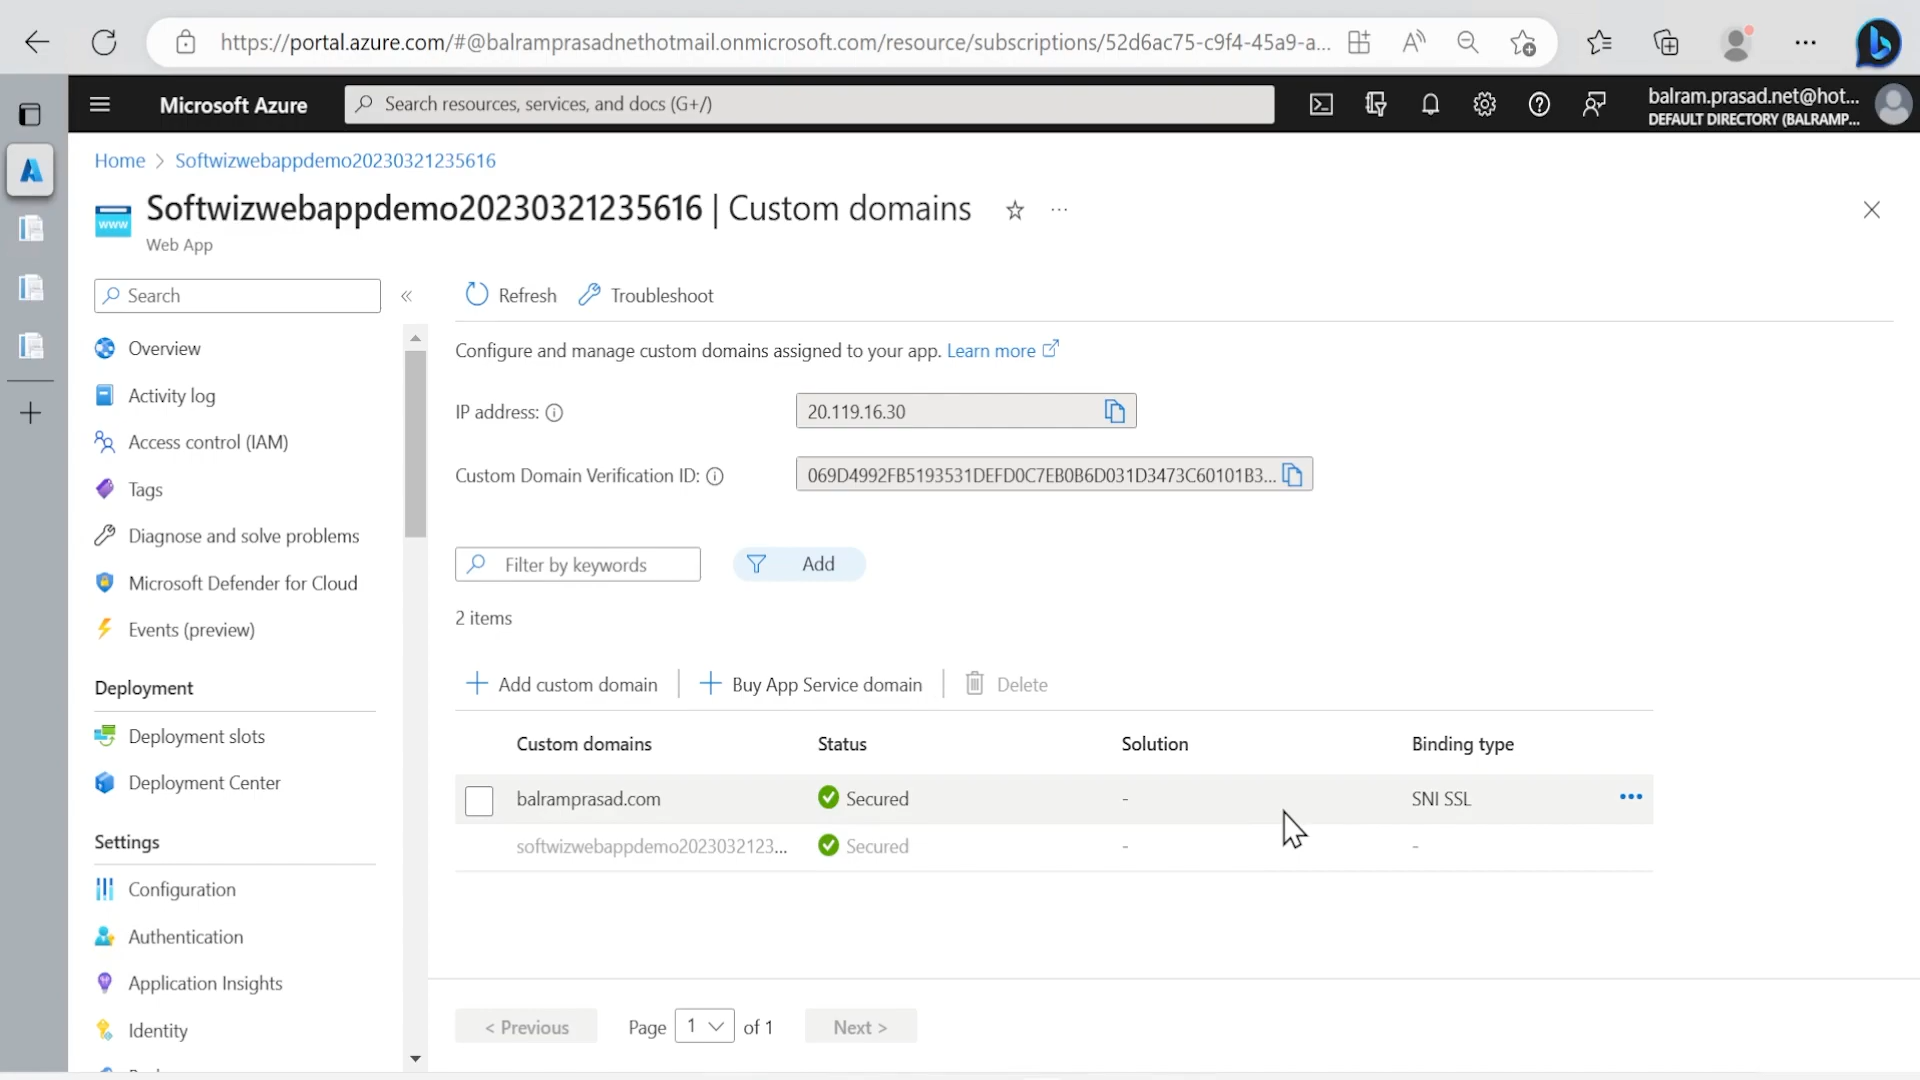 https://portal.azure.com/#@balramprasadnethotmail.onmicrosoft.com/resource/subscriptions/52d6ac75-c9f4-45a9-a...
Microsoft Azure
Search resources, services, and docs (G+/)
balram.prasad.net@hot...
DEFAULT DIRECTORY (BALRAMP...
Home > Softwizwebappdemo20230321235616
Softwizwebappdemo20230321235616 | Custom domains
www
Web App
Search
Refresh
Troubleshoot
Overview
Activity log
Access control (IAM)
Tags
Diagnose and solve problems
Microsoft Defender for Cloud
Events (preview)
Deployment
Deployment slots
Deployment Center
Settings
Configuration
Authentication
Application Insights
Identity
Configure and manage custom domains assigned to your app. Learn more
IP address:
20.119.16.30
Custom Domain Verification ID:
069D4992FB5193531DEFD0C7EB0B6D031D3473C60101B3...
Filter by keywords
Add
2 items
Add custom domain
Buy App Service domain
Delete
Custom domains Status Solution Binding type
balramprasad.com Secured - SNI SSL
softwizwebappdemo2023032123... Secured - -
< Previous
Page 1 of 1
Next >